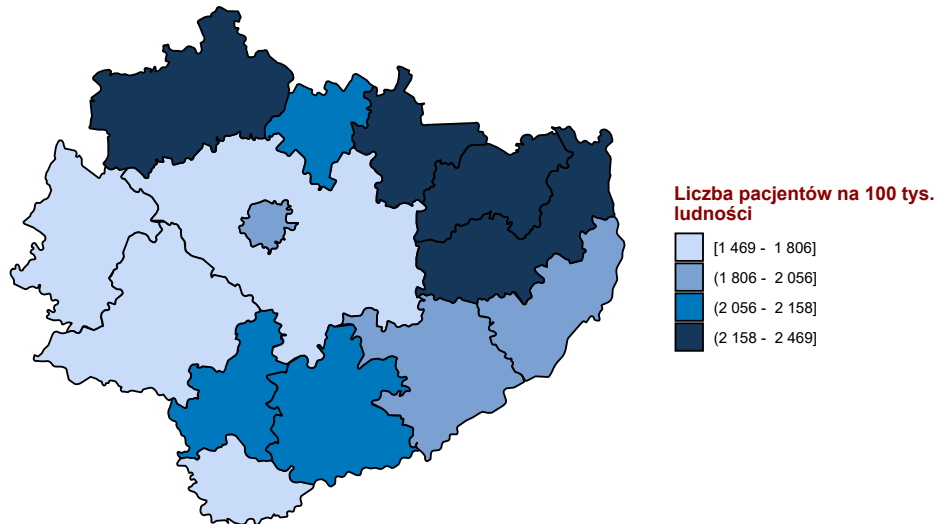 Liczba pacjentów na 100 tys.
ludności
[1 469 - 1 806]
(1 806 - 2 056]
(2 056 - 2 158]
(2 158 - 2 469]